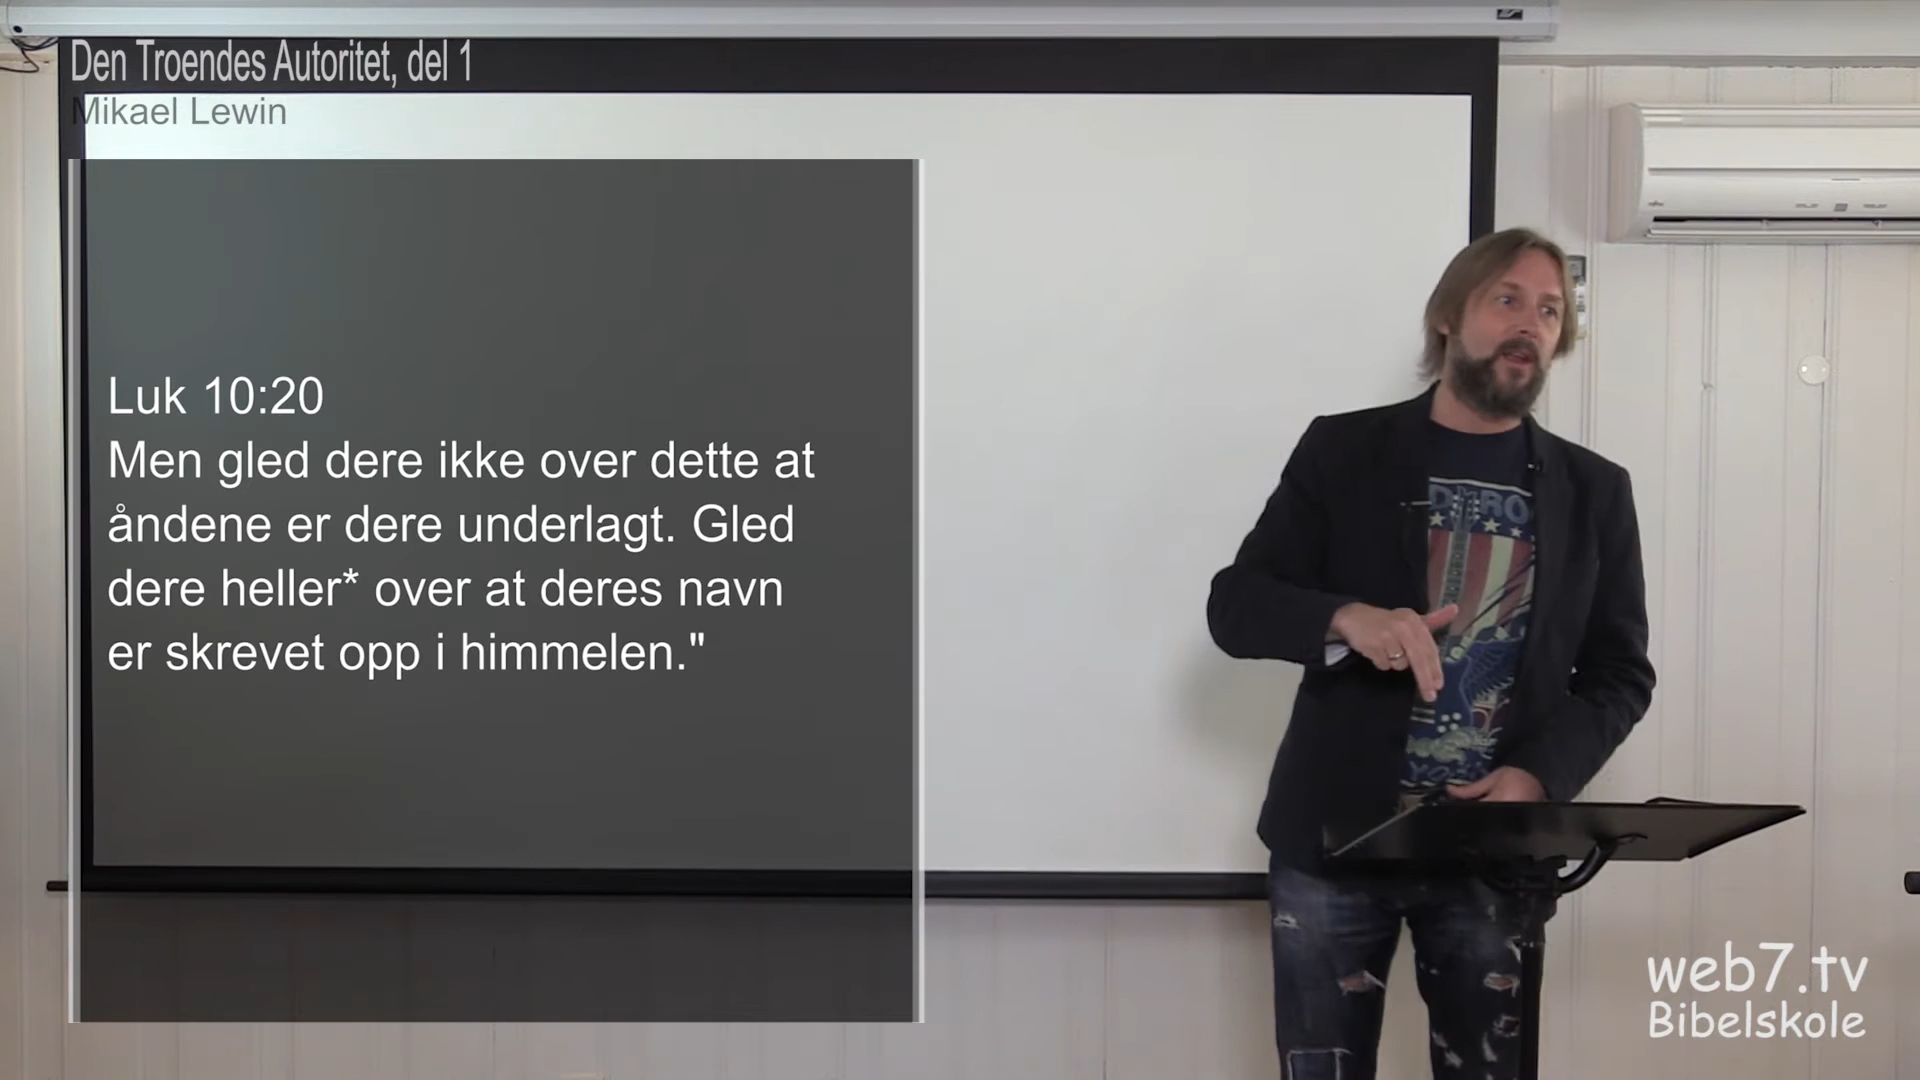 Den Troendes Autoritet, del 1
Mikael Lewin
Luk 10:20
Men gled dere ikke over dette at
åndene er dere underlagt. Gled
dere heller* over at deres navn
er skrevet opp i himmelen."
web7.tv
Bibelskole